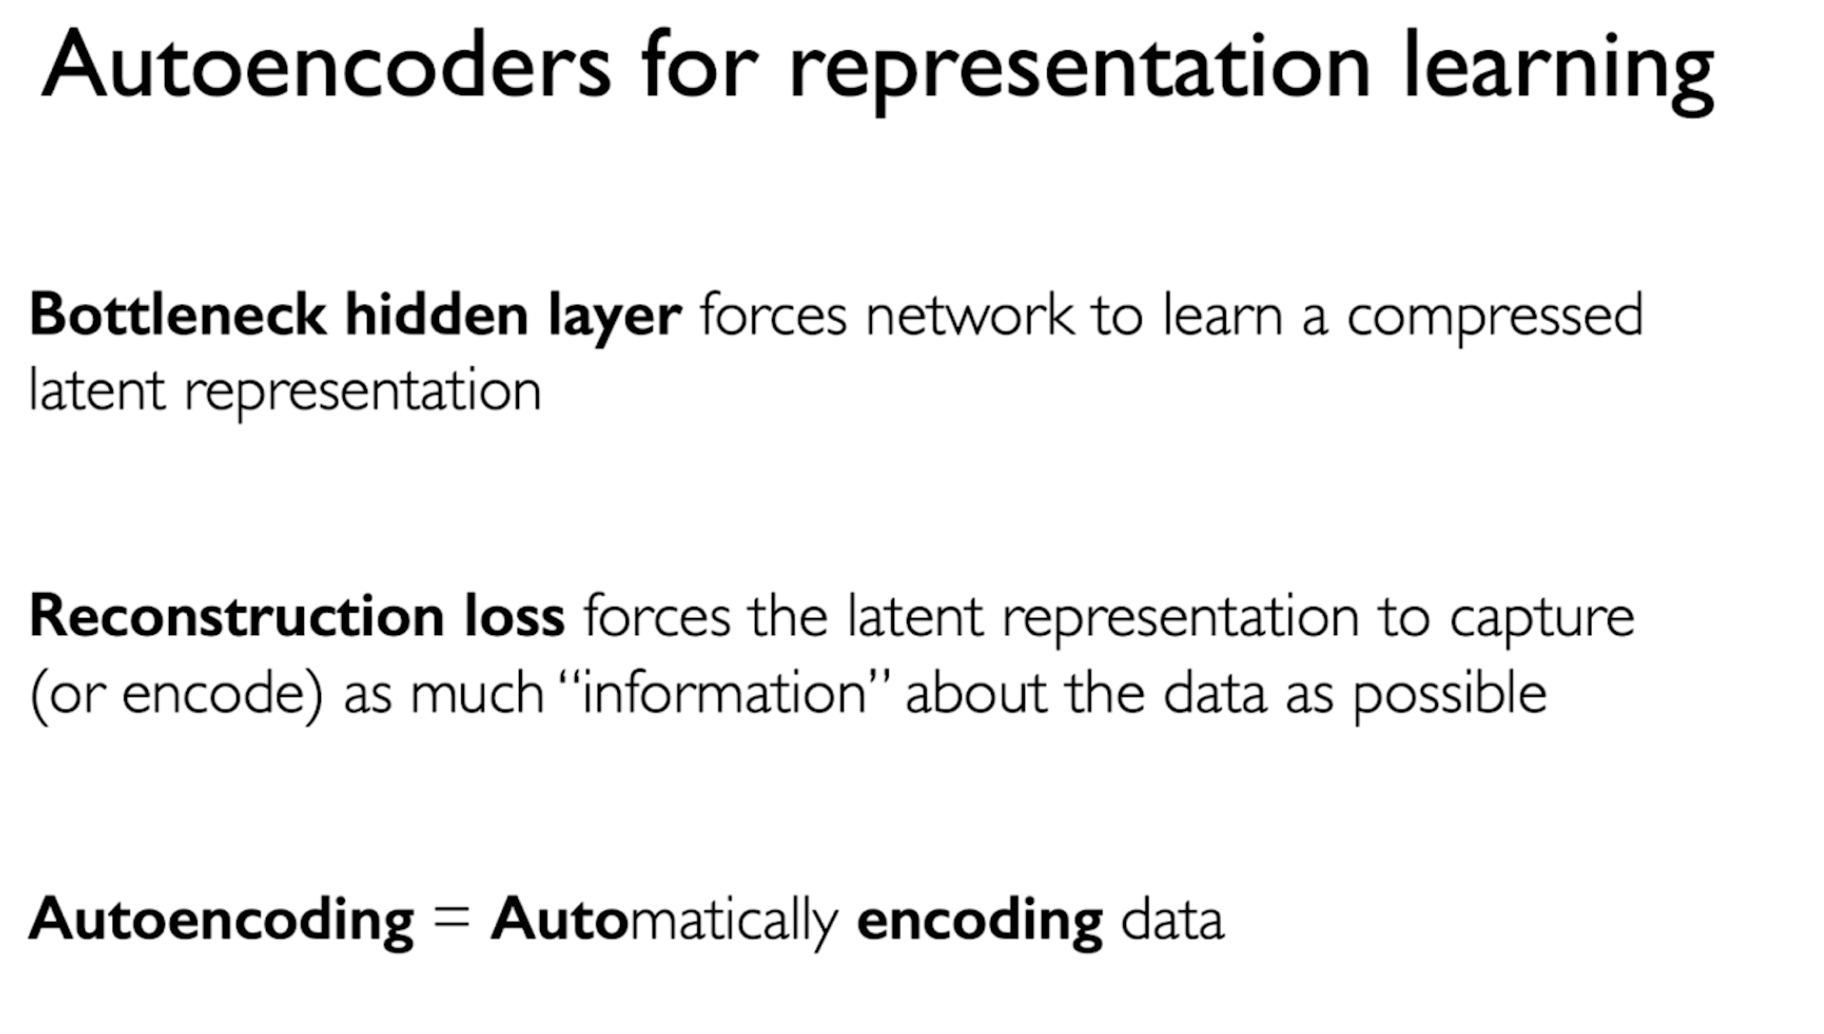 Autoencoders for representation learning
Bottleneck hidden layer forces network to learn a compressed
latent representation
Reconstruction loss forces the latent representation to capture
(or encode) as much “information” about the data as possible
Autoencoding = Automatically encoding data